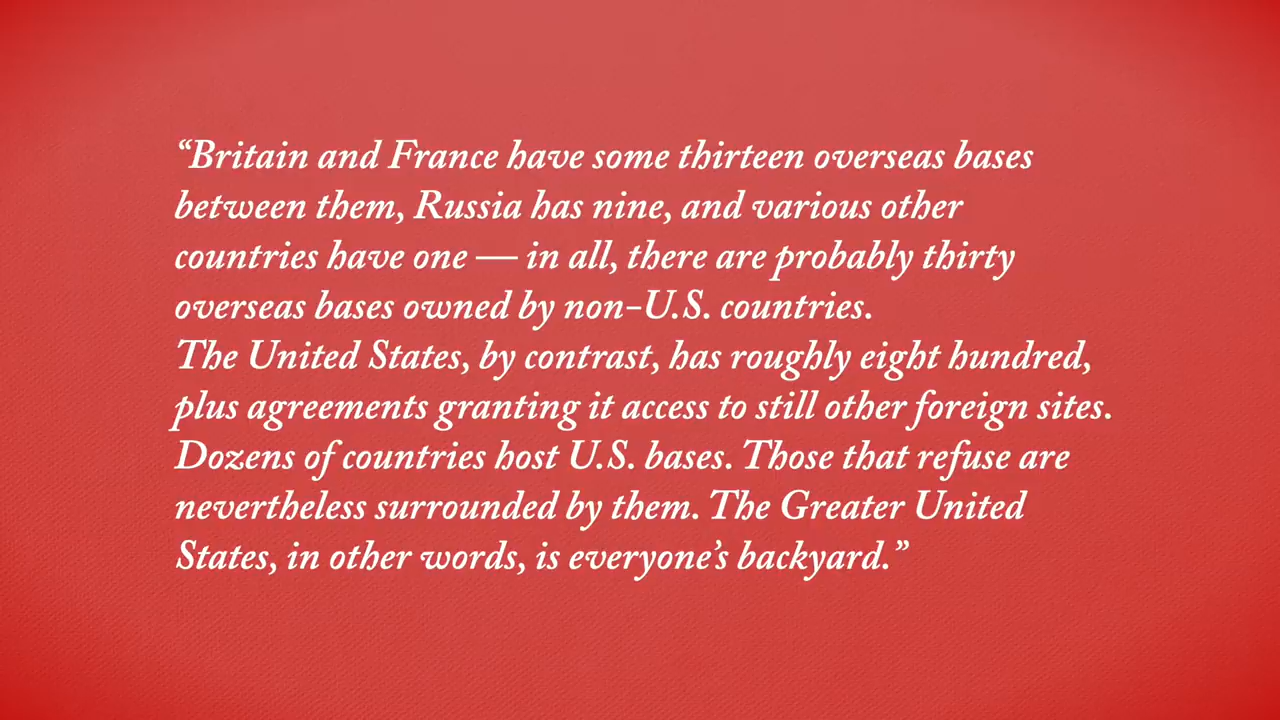 “Britain and France have some thirteen overseas bases
between them, Russia has nine, and various other
countries have one — in all, there are probably thirty
overseas bases owned by non-U.S. countries.
The United States, by contrast, has roughly eight hundred,
plus agreements granting it access to still other foreign sites.
Dozens of countries host U.S. bases. Those that refuse are
nevertheless surrounded by them. The Greater United
States, in other words, is everyone’s backyard.”